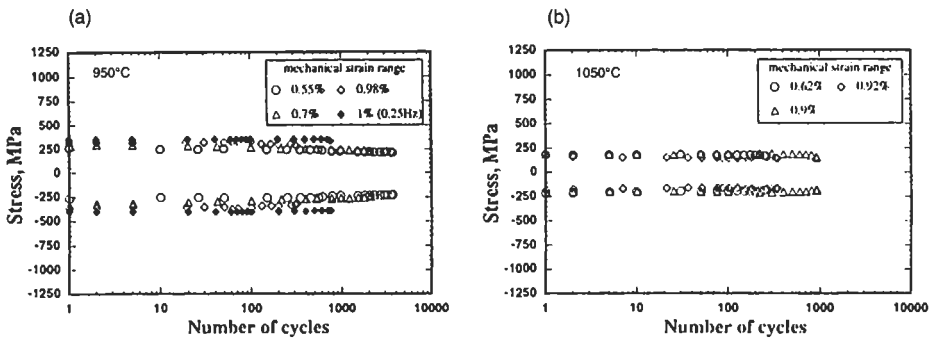 (a)
1250
1000
750
500
250
0
-250
-500
-750
-1000
-1250
Stress, MPa
950°C
mechanical strain range
0.55% 0.98%
0.7% 1% (0.25Hz)
1 10 100 1000 10000
Number of cycles
(b)
1250
1000
750
500
250
0
-250
-500
-750
-1000
-1250
Stress, MPa
1050°C
mechanical strain range
0.62% 0.92%
0.9%
1 10 100 1000 10000
Number of cycles